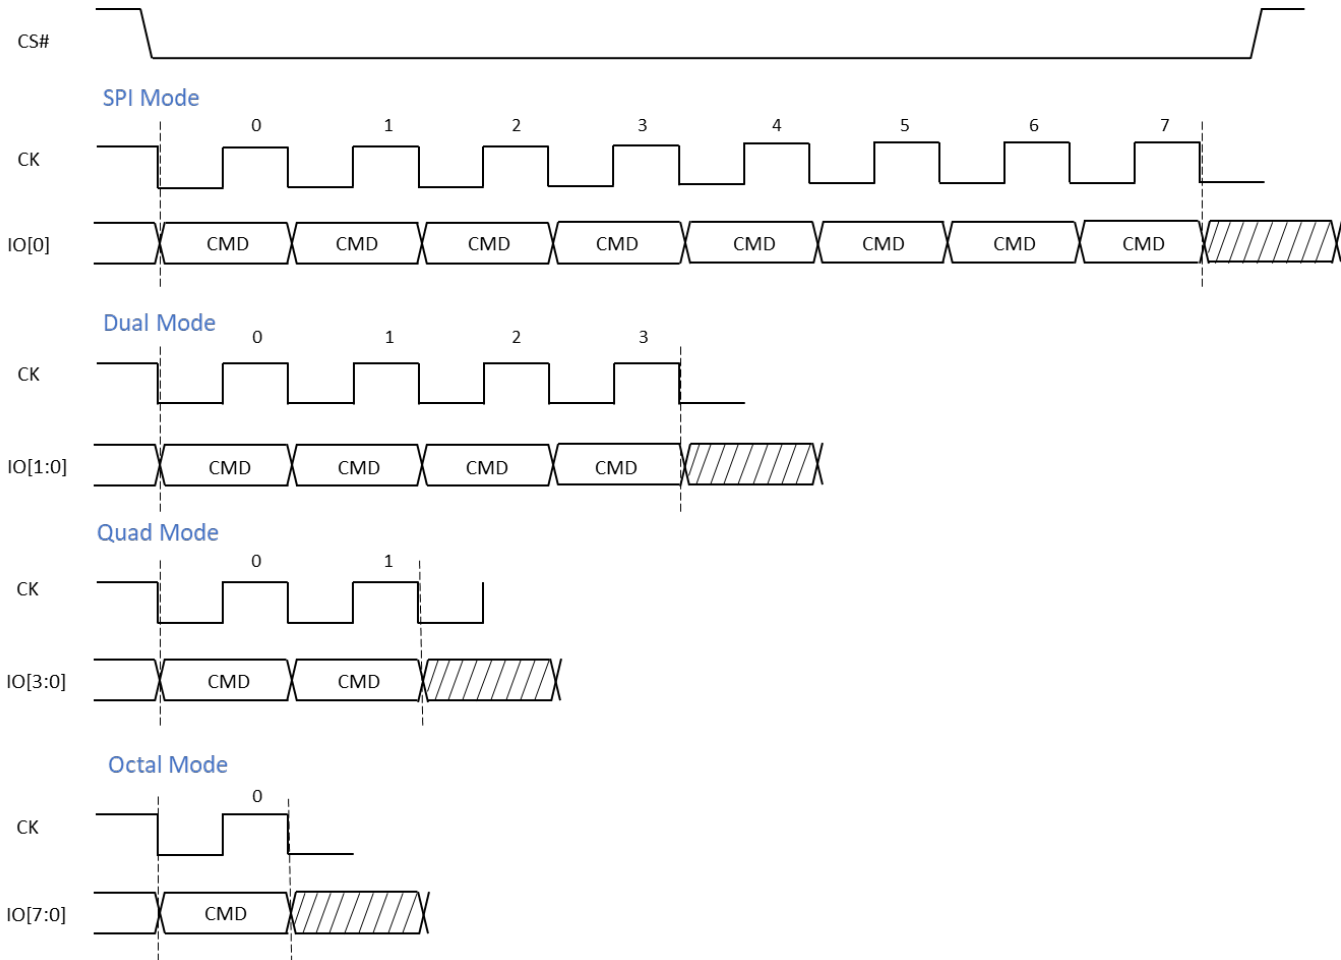 CS#
SPI Mode
0 1 2 3 4 5 6 7
CK
IO[0] CMD CMD CMD CMD CMD CMD CMD CMD
Dual Mode
0 1 2 3
CK
IO[1:0] CMD CMD CMD CMD
Quad Mode
0 1
CK
IO[3:0] CMD CMD
Octal Mode
0
CK
IO[7:0] CMD